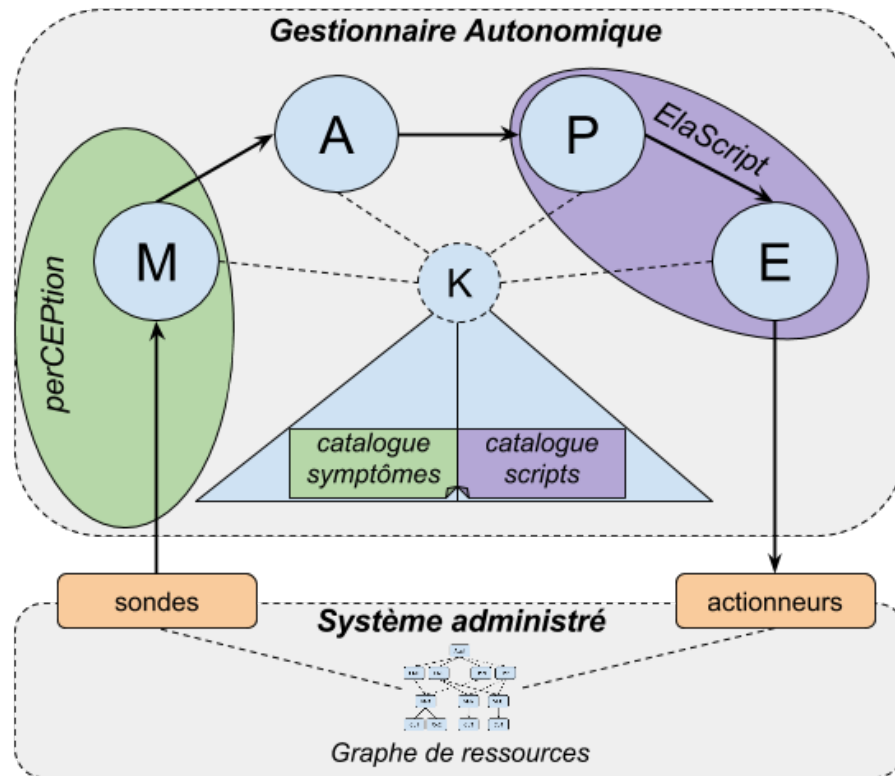 Gestionnaire Autonomique
A
P
ElaScript
M
E
K
perCEPtion
catalogue
symptômes
catalogue
scripts
sondes
actionneurs
Système administré
Graphe de ressources